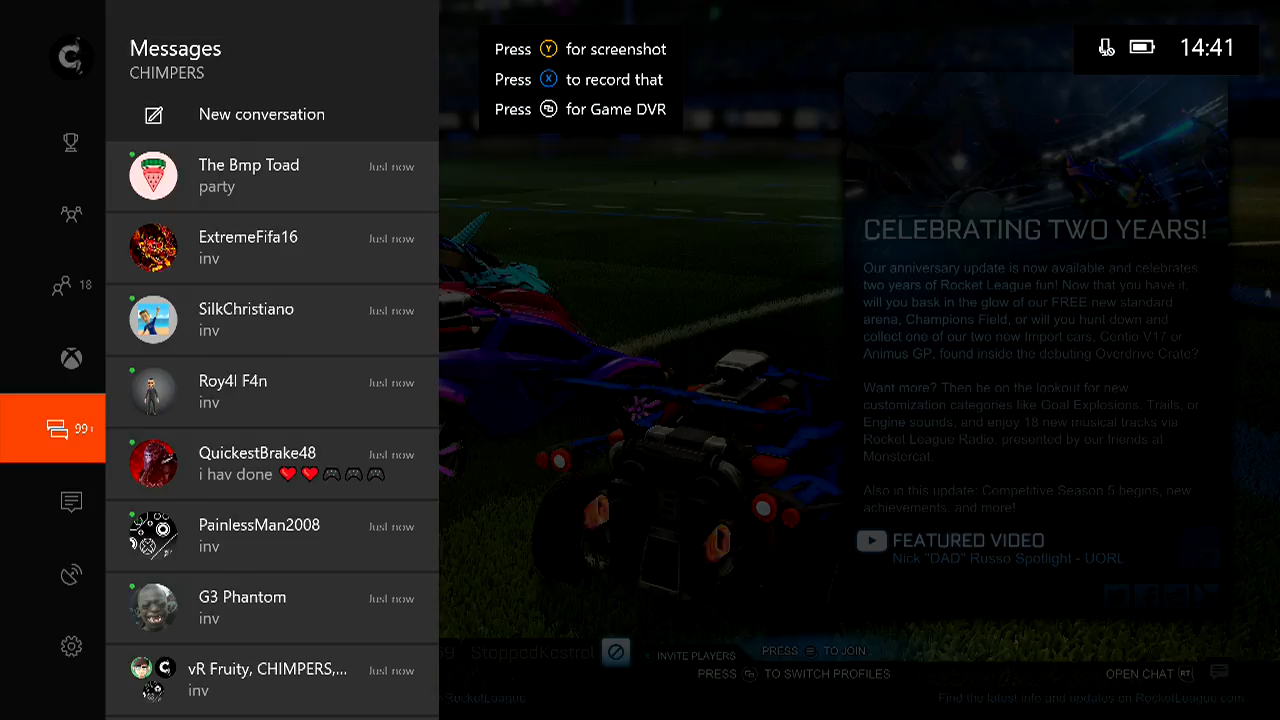 Messages
CHIMPERS
New conversation
The Bmp Toad
Just now
party
ExtremeFifa16
Just now
inv
SilkChristiano
Just now
inv
Roy4l F4n
Just now
inv
QuickestBrake48
Just now
i hav done ❤️❤️🎮🎮🎮
PainlessMan2008
Just now
inv
G3 Phantom
Just now
inv
vR Fruity, CHIMPERS,...
Just now
inv
18
99+
Press Y for screenshot
Press X to record that
Press for Game DVR
14:41
CELEBRATING TWO YEARS!
Our anniversary update is now available and celebrates
two years of Rocket League fun! Now that you have it,
will you bask in the glow of our FREE new standard
arena, Champions Field, or will you hunt down and
collect one of our two new Import cars, Centio V17 or
Animus GP, found inside the debuting Overdrive Crate?
Want more? Then be on the lookout for new
customization categories like Goal Explosions, Trails, or
Engine sounds, and enjoy 18 new musical tracks via
Rocket League Radio, presented by our friends at
Monstercat.
Also in this update: Competitive Season 5 begins, new
achievements, and more!
FEATURED VIDEO
Nick "DAD" Russo Spotlight - UORL
StoppedKestrel
INVITE PLAYERS
PRESS TO JOIN
PRESS TO SWITCH PROFILES
OPEN CHAT RT
RocketLeague
Find the latest info and updates on RocketLeague.com